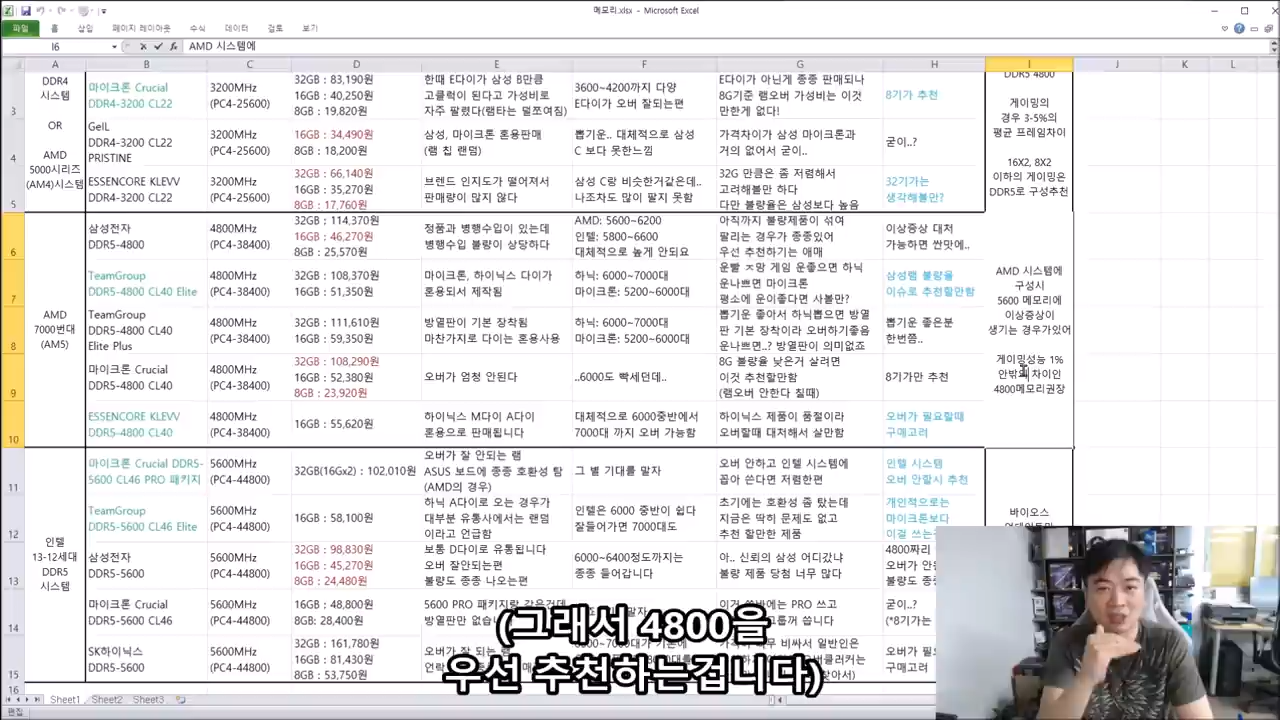 메모리.xlsx - Microsoft Excel
파일 홈 삽입 페이지 레이아웃 수식 데이터 검토 보기
I6 AMD 시스템에
A B C D E F G H I J K L
3
DDR4
시스템
OR
AMD
5000시리즈
(AM4)시스템
마이크론 Crucial
DDR4-3200 CL22
3200MHz
(PC4-25600)
32GB : 83,190원
16GB : 40,250원
8GB : 19,820원
한때 E다이가 삼성 B만큼
고클럭이 된다고 가성비로
자주 팔렸다(램타는 덜쪼여짐)
3600~4200까지 다양
E다이가 오버 잘되는편
E다이가 아닌게 종종 판매되나
8G기준 램오버 가성비는 이것
만한게 없다!
8기가 추천
DDR5 4800
게이밍의
경우 3-5%의
평균 프레임차이
16X2, 8X2
이하의 게이밍은
DDR5로 구성추천
4
GelL
DDR4-3200 CL22
PRISTINE
3200MHz
(PC4-25600)
16GB : 34,490원
8GB : 18,200원
삼성, 마이크론 혼용판매
(램 칩 랜덤)
뽑기운.. 대체적으로 삼성
C 보다 못한느낌
가격차이가 삼성 마이크론과
거의 없어서 굳이..
굳이..?
5
ESSENCORE KLEVV
DDR4-3200 CL22
3200MHz
(PC4-25600)
32GB : 66,140원
16GB : 35,270원
8GB : 17,760원
브렌드 인지도가 떨어져서
판매량이 많지 않다
삼성 C랑 비슷한거같은데..
나조차도 많이 팔지 못함
32G 만큼은 좀 저렴해서
고려해볼만 하다
다만 불량율은 삼성보다 높음
32기가는
생각해볼만?
6
AMD
7000번대
(AM5)
삼성전자
DDR5-4800
4800MHz
(PC4-38400)
32GB : 114,370원
16GB : 46,270원
8GB : 25,570원
정품과 병행수입이 있는데
병행수입 불량이 상당하다
AMD: 5600~6200
인텔: 5800~6600
대체적으로 높게 안되요
아직까지 불량제품이 섞여
팔리는 경우가 종종있어
우선 추천하기는 애매
이상증상 대처
가능하면 싼맛에..
AMD 시스템에
구성시
5600 메모리에
이상증상이
생기는 경우가있어
게이밍성능 1%
안밖의 차이인
4800메모리권장
7
TeamGroup
DDR5-4800 CL40 Elite
4800MHz
(PC4-38400)
32GB : 108,370원
16GB : 51,350원
마이크론, 하이닉스 다이가
혼용되서 제작됨
하닉: 6000~7000대
마이크론: 5200~6000대
운빨 ㅈ망 게임 운좋으면 하닉
운나쁘면 마이크론
평소에 운이좋다면 사볼만?
삼성램 불량율
이슈로 추천할만함
8
TeamGroup
DDR5-4800 CL40
Elite Plus
4800MHz
(PC4-38400)
32GB : 111,610원
16GB : 59,350원
방열판이 기본 장착됨
마찬가지로 다이는 혼용사용
하닉: 6000~7000대
마이크론: 5200~6000대
뽑기운 좋아서 하닉뽑으면 방열
판 기본 장착이라 오버하기좋음
운나쁘면..? 방열판이 의미없죠
뽑기운 좋은분
한번쯤..
9
마이크론 Crucial
DDR5-4800 CL40
4800MHz
(PC4-38400)
32GB : 108,290원
16GB : 52,380원
8GB : 23,920원
오버가 엄청 안된다
..6000도 빡세던데..
8G 불량율 낮은거 살려면
이것 추천할만함
(램오버 안한다 칠때)
8기가만 추천
10
ESSENCORE KLEVV
DDR5-4800 CL40
4800MHz
(PC4-38400)
16GB : 55,620원
하이닉스 M다이 A다이
혼용으로 판매됩니다
대체적으로 6000중반에서
7000대 까지 오버 가능함
하이닉스 제품이 품절이라
오버할때 대처해서 살만함
오버가 필요할때
구매고려
11
인텔
13-12세대
DDR5
시스템
마이크론 Crucial DDR5-
5600 CL46 PRO 패키지
5600MHz
(PC4-44800)
32GB(16Gx2) : 102,010원
오버가 잘 안되는 램
ASUS 보드에 종종 호환성 탐
(AMD의 경우)
그 별 기대를 말자
오버 안하고 인텔 시스템에
꼽아 쓴다면 저렴한편
인텔 시스템
오버 안할시 추천
바이오스
12
TeamGroup
DDR5-5600 CL46 Elite
5600MHz
(PC4-44800)
16GB : 58,100원
하닉 A다이로 오는 경우가
대부분 유통사에서는 랜덤
이라고 언급함
인텔은 6000 중반이 쉽다
잘들어가면 7000대도
초기에는 호환성 좀 탔는데
지금은 딱히 문제도 없고
추천 할만한 제품
개인적으로는
마이크론보다
이걸 쓰는
13
삼성전자
DDR5-5600
5600MHz
(PC4-44800)
32GB : 98,830원
16GB : 45,270원
8GB : 24,480원
보통 D다이로 유통됩니다
오버 잘안되는편
불량도 종종 나오는편
6000~6400정도까지는
종종 들어갑니다
아.. 신뢰의 삼성 어디갔냐
불량 제품 당첨 너무 많다
4800짜리
오버가 안
불량도 종
14
마이크론 Crucial
DDR5-5600 CL46
5600MHz
(PC4-44800)
16GB : 48,800원
8GB: 28,400원
5600 PRO 패키지랑 같은건데
방열판만 없습
말자
이걸 쓸바에는 PRO 쓰고
굳이..?
(*8기가는
15
SK하이닉스
DDR5-5600
5600MHz
(PC4-44800)
32GB : 161,780원
16GB : 81,430원
8GB : 53,750원
오버가 잘 되는 램
오버가 필
구매고려
16
(그래서 4800을
우선 추천하는겁니다)
Sheet1 Sheet2 Sheet3
편집